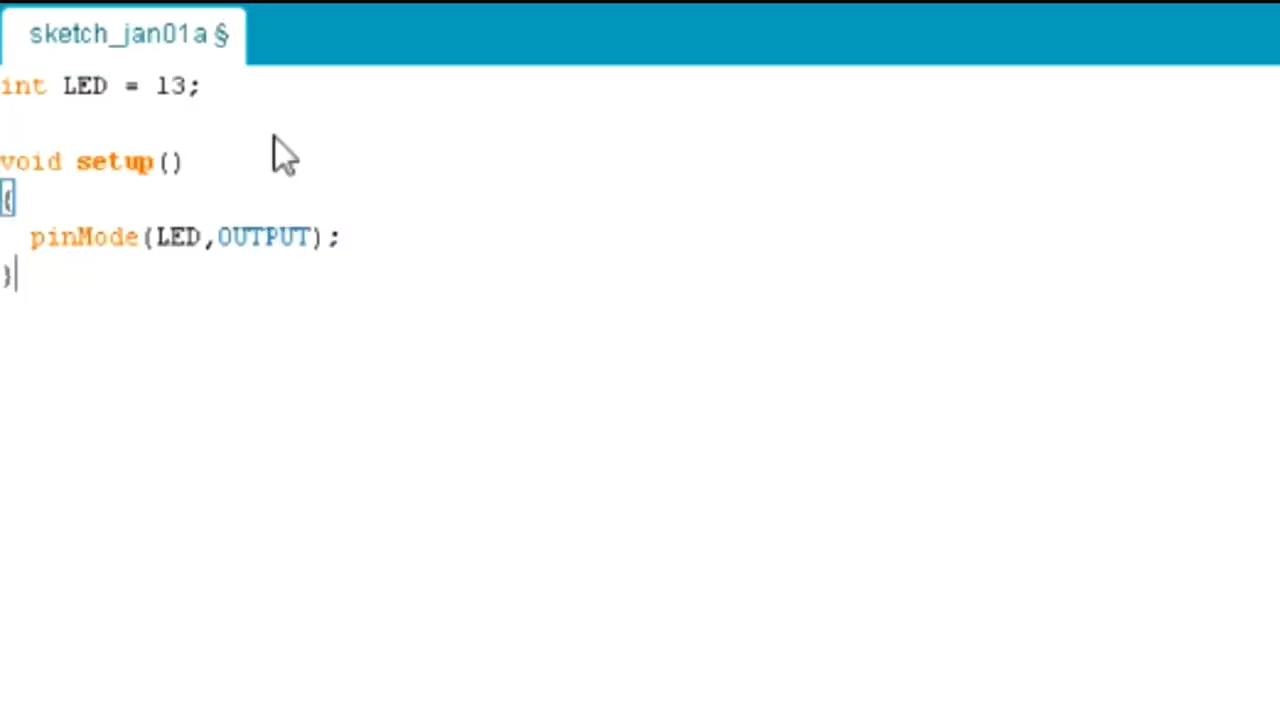 sketch_jan01a §
int LED = 13;
void setup()
{
pinMode(LED,OUTPUT);
}